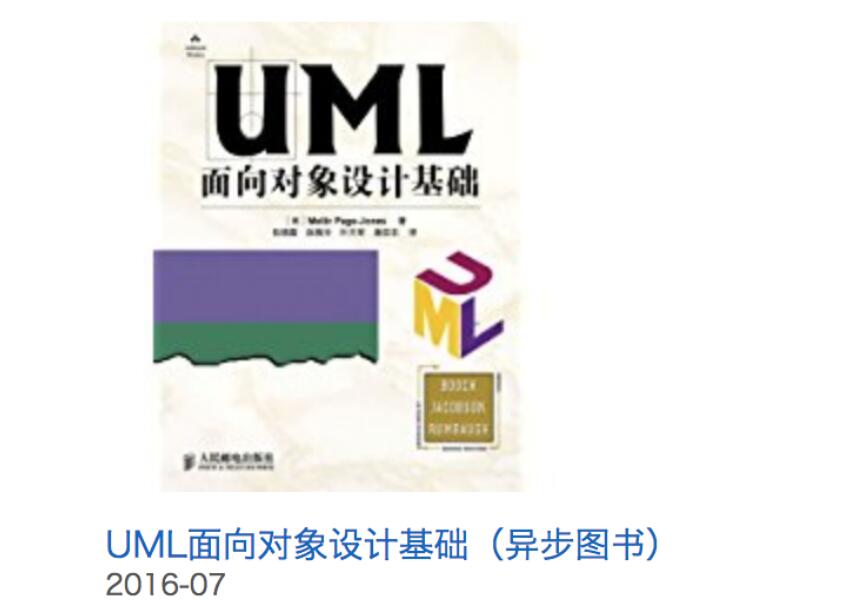 UML
面向对象设计基础
Meilir Page-Jones 著
UML
BOOCH
JACOBSON
RUMBAUGH
人民邮电出版社
UML面向对象设计基础（异步图书）
2016-07